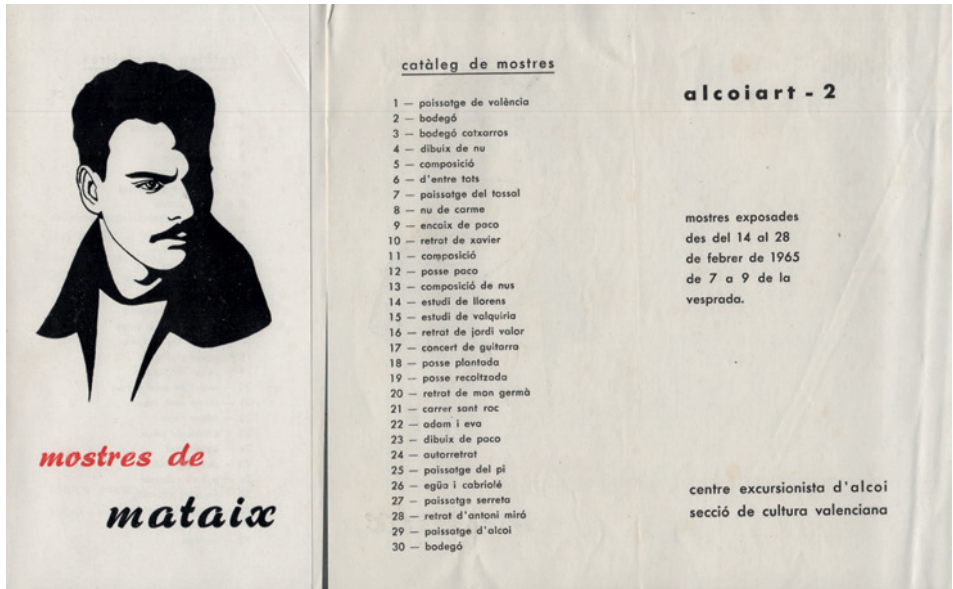 mostres de
mataix
catàleg de mostres
1 — paissatge de valència
2 — bodegó
3 — bodegó catxarros
4 — dibuix de nu
5 — composició
6 — d'entre tots
7 — paissatge del tossal
8 — nu de carme
9 — encaix de paco
10 — retrat de xavier
11 — composició
12 — posse paco
13 — composició de nus
14 — estudi de llorens
15 — estudi de valquiria
16 — retrat de jordi valor
17 — concert de guitarra
18 — posse plantada
19 — posse recoltzada
20 — retrat de mon germà
21 — carrer sant roc
22 — adam i eva
23 — dibuix de paco
24 — autorretrat
25 — paissatge del pi
26 — egüa i cabriolé
27 — paissatge serreta
28 — retrat d'antoni miró
29 — paissatge d'alcoi
30 — bodegó
alcoiart - 2
mostres exposades
des del 14 al 28
de febrer de 1965
de 7 a 9 de la
vesprada.
centre excursionista d'alcoi
secció de cultura valenciana